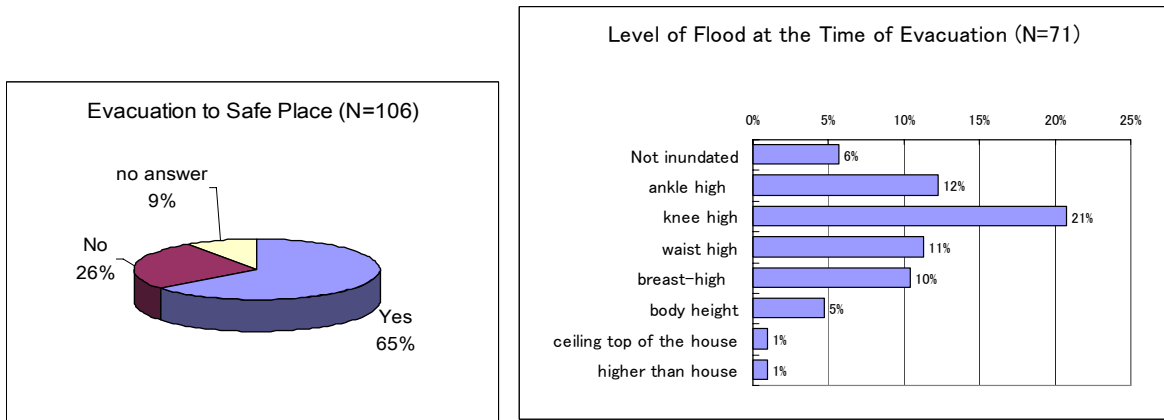 Evacuation to Safe Place (N=106)
no answer
9%
No
26%
Yes
65%
Level of Flood at the Time of Evacuation (N=71)
0% 5% 10% 15% 20% 25%
Not inundated 6%
ankle high 12%
knee high 21%
waist high 11%
breast-high 10%
body height 5%
ceiling top of the house 1%
higher than house 1%